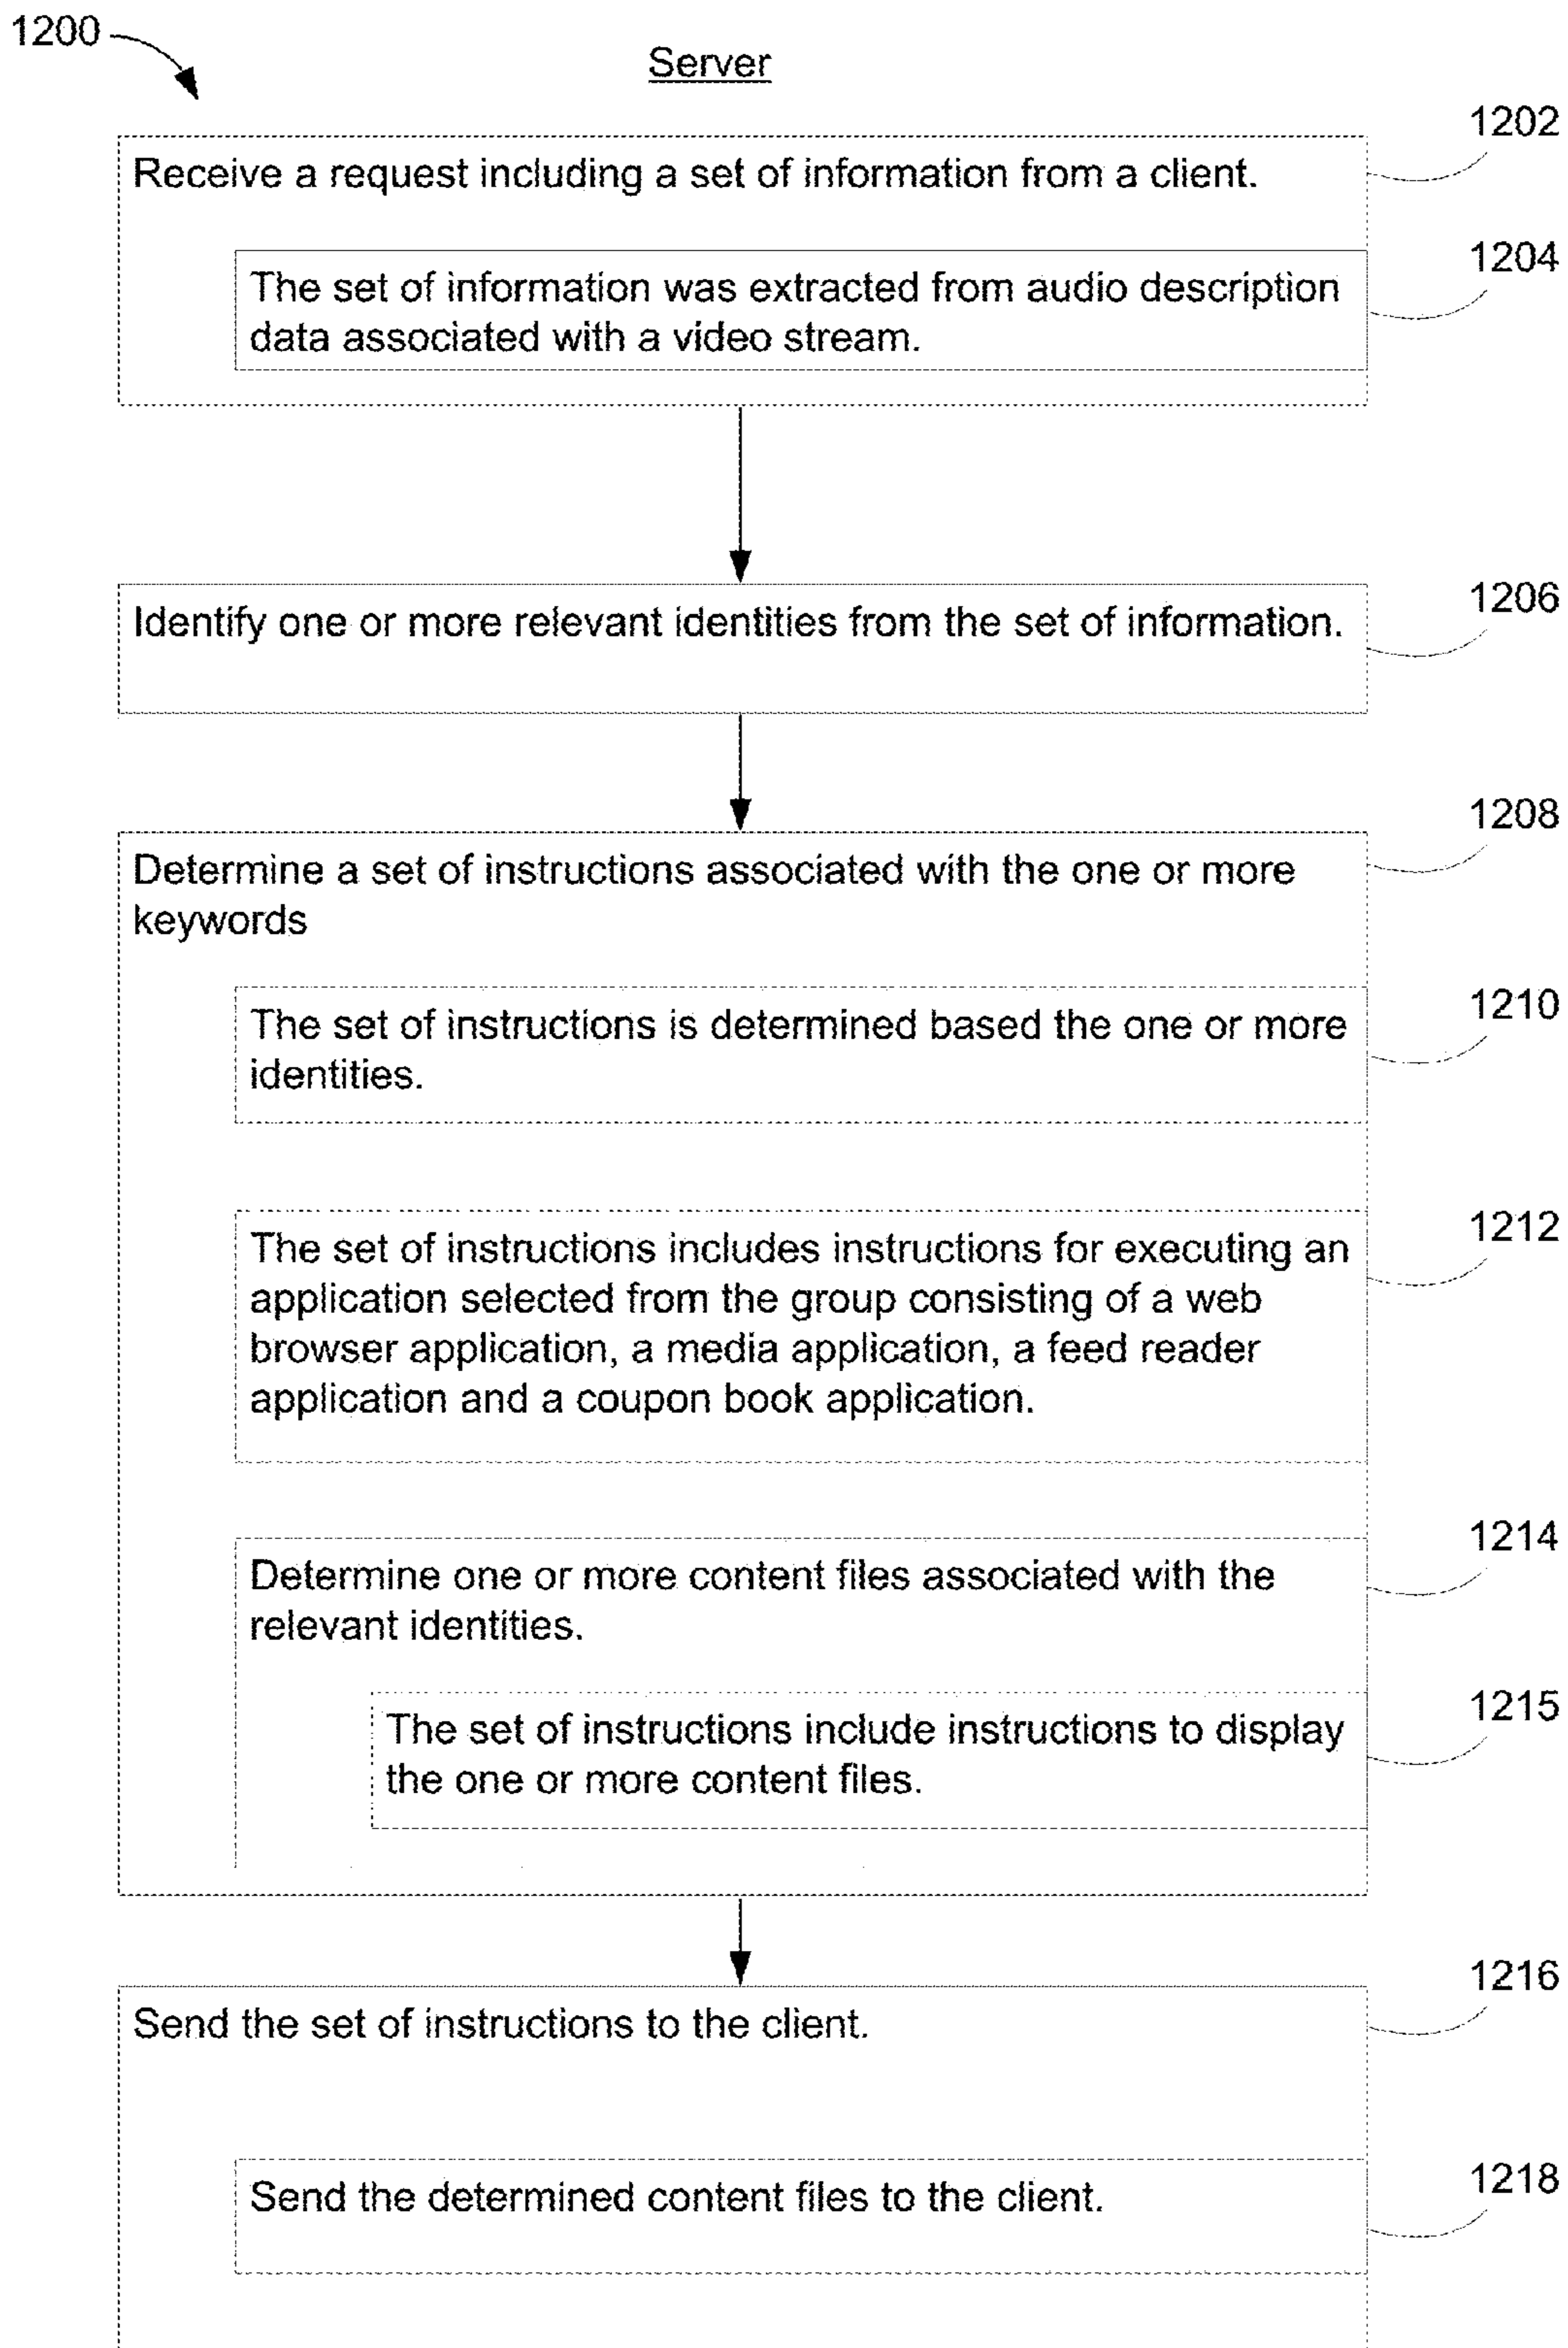 1200
Server
1202
Receive a request including a set of information from a client.
1204
The set of information was extracted from audio description
data associated with a video stream.
1206
Identify one or more relevant identities from the set of information.
1208
Determine a set of instructions associated with the one or more
keywords
1210
The set of instructions is determined based the one or more
identities.
1212
The set of instructions includes instructions for executing an
application selected from the group consisting of a web
browser application, a media application, a feed reader
application and a coupon book application.
1214
Determine one or more content files associated with the
relevant identities.
1215
The set of instructions include instructions to display
the one or more content files.
1216
Send the set of instructions to the client.
1218
Send the determined content files to the client.